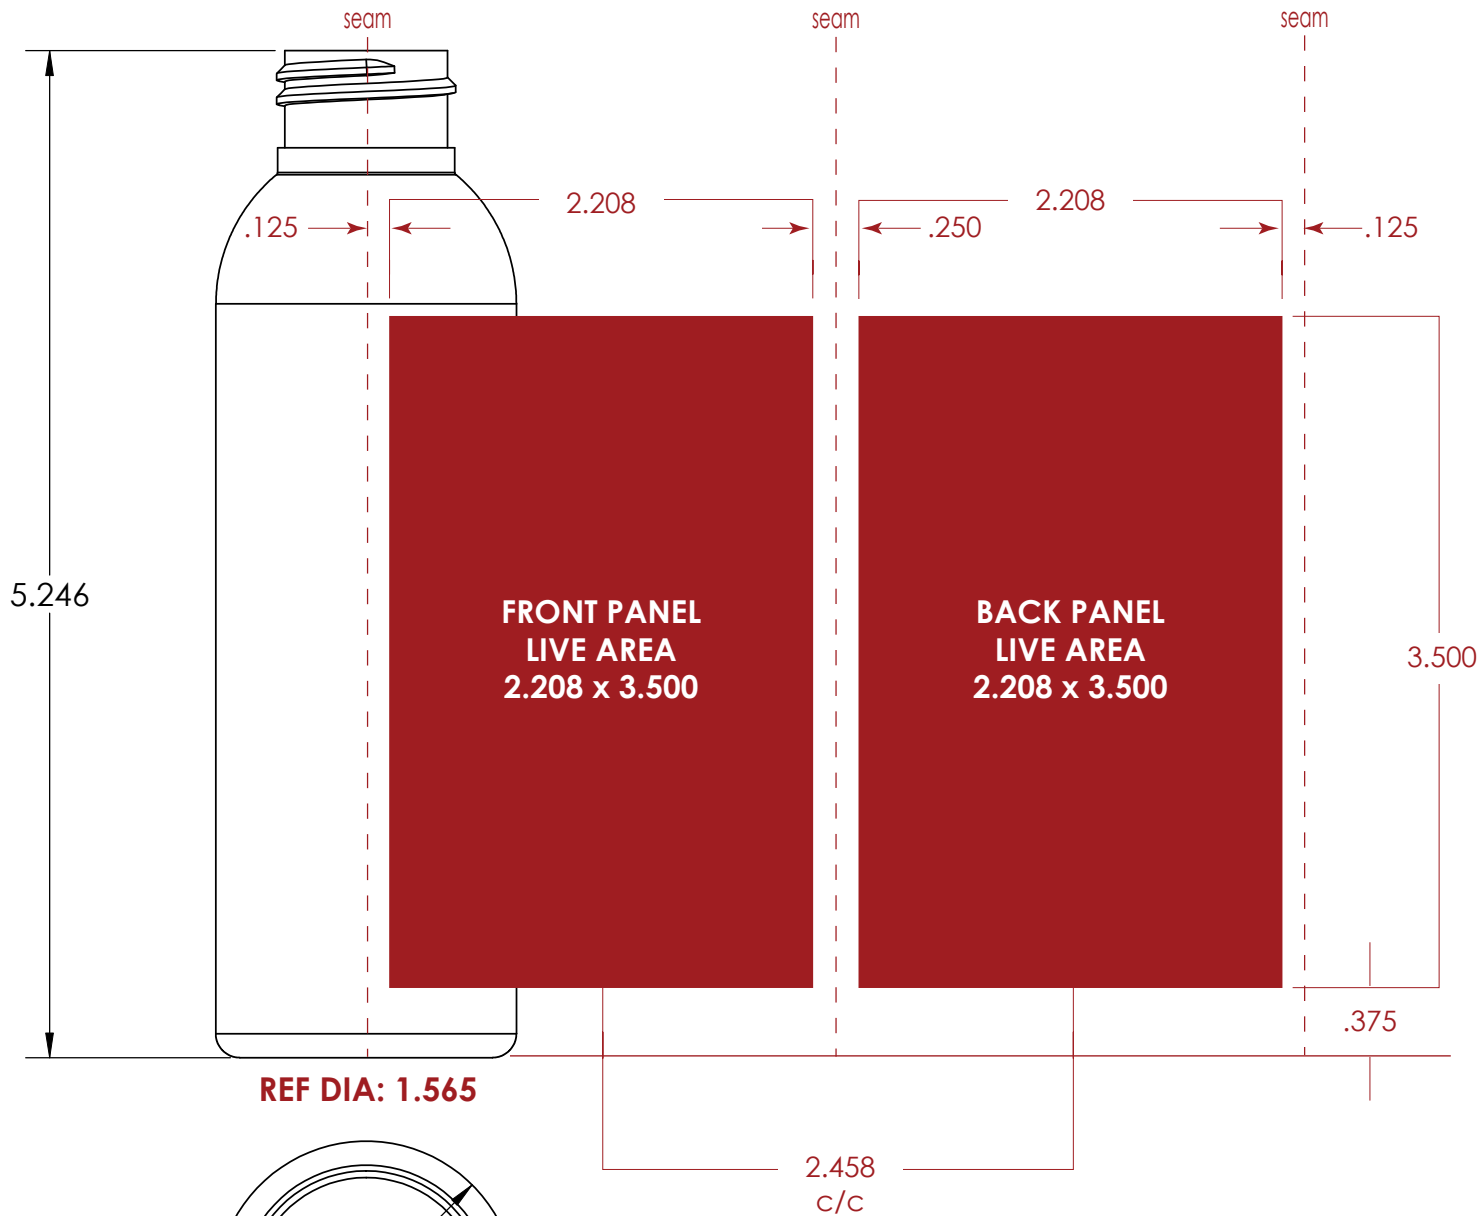 seam
seam
seam
2.208
2.208
.125
.250
.125
5.246
FRONT PANEL
LIVE AREA
2.208 x 3.500
BACK PANEL
LIVE AREA
2.208 x 3.500
3.500
.375
REF DIA: 1.565
2.458
c/c